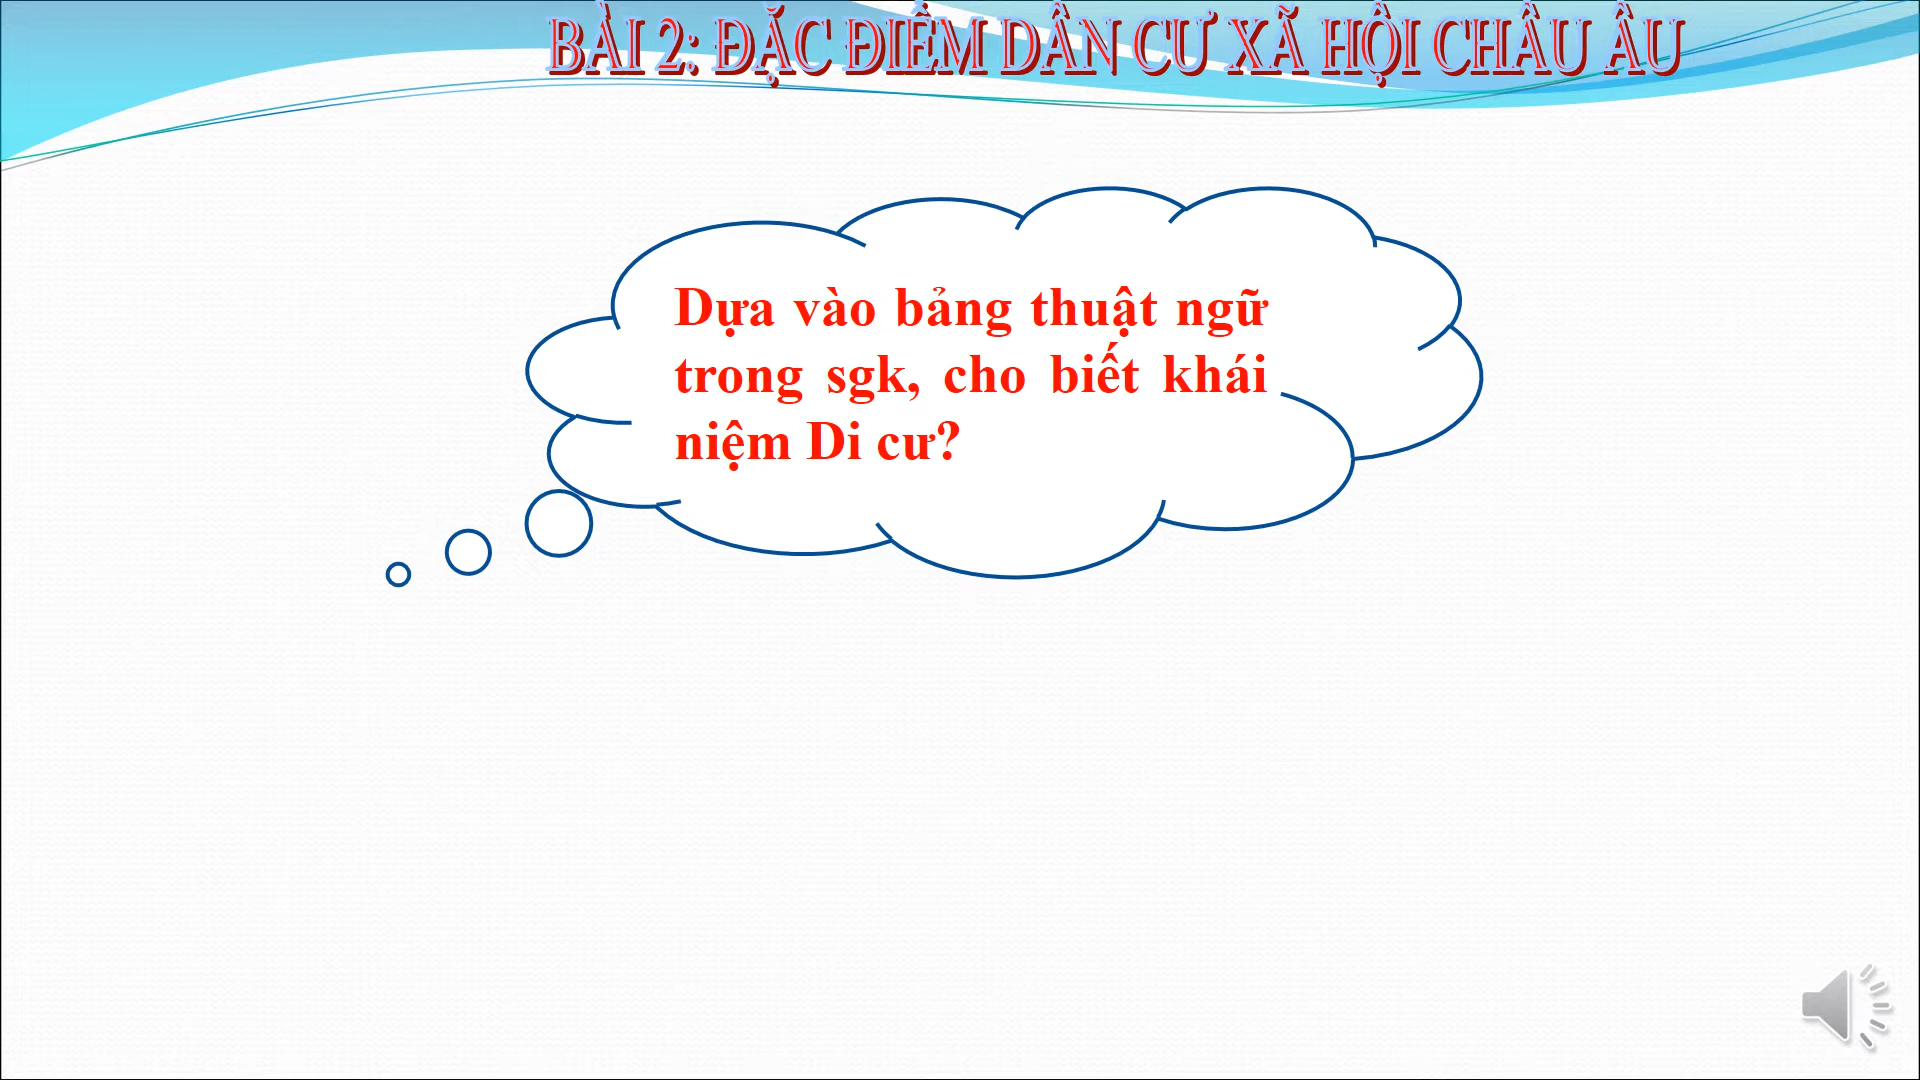 BÀI 2: ĐẶC ĐIỂM DÂN CƯ XÃ HỘI CHÂU ÂU
Dựa vào bảng thuật ngữ
trong sgk, cho biết khái
niệm Di cư?